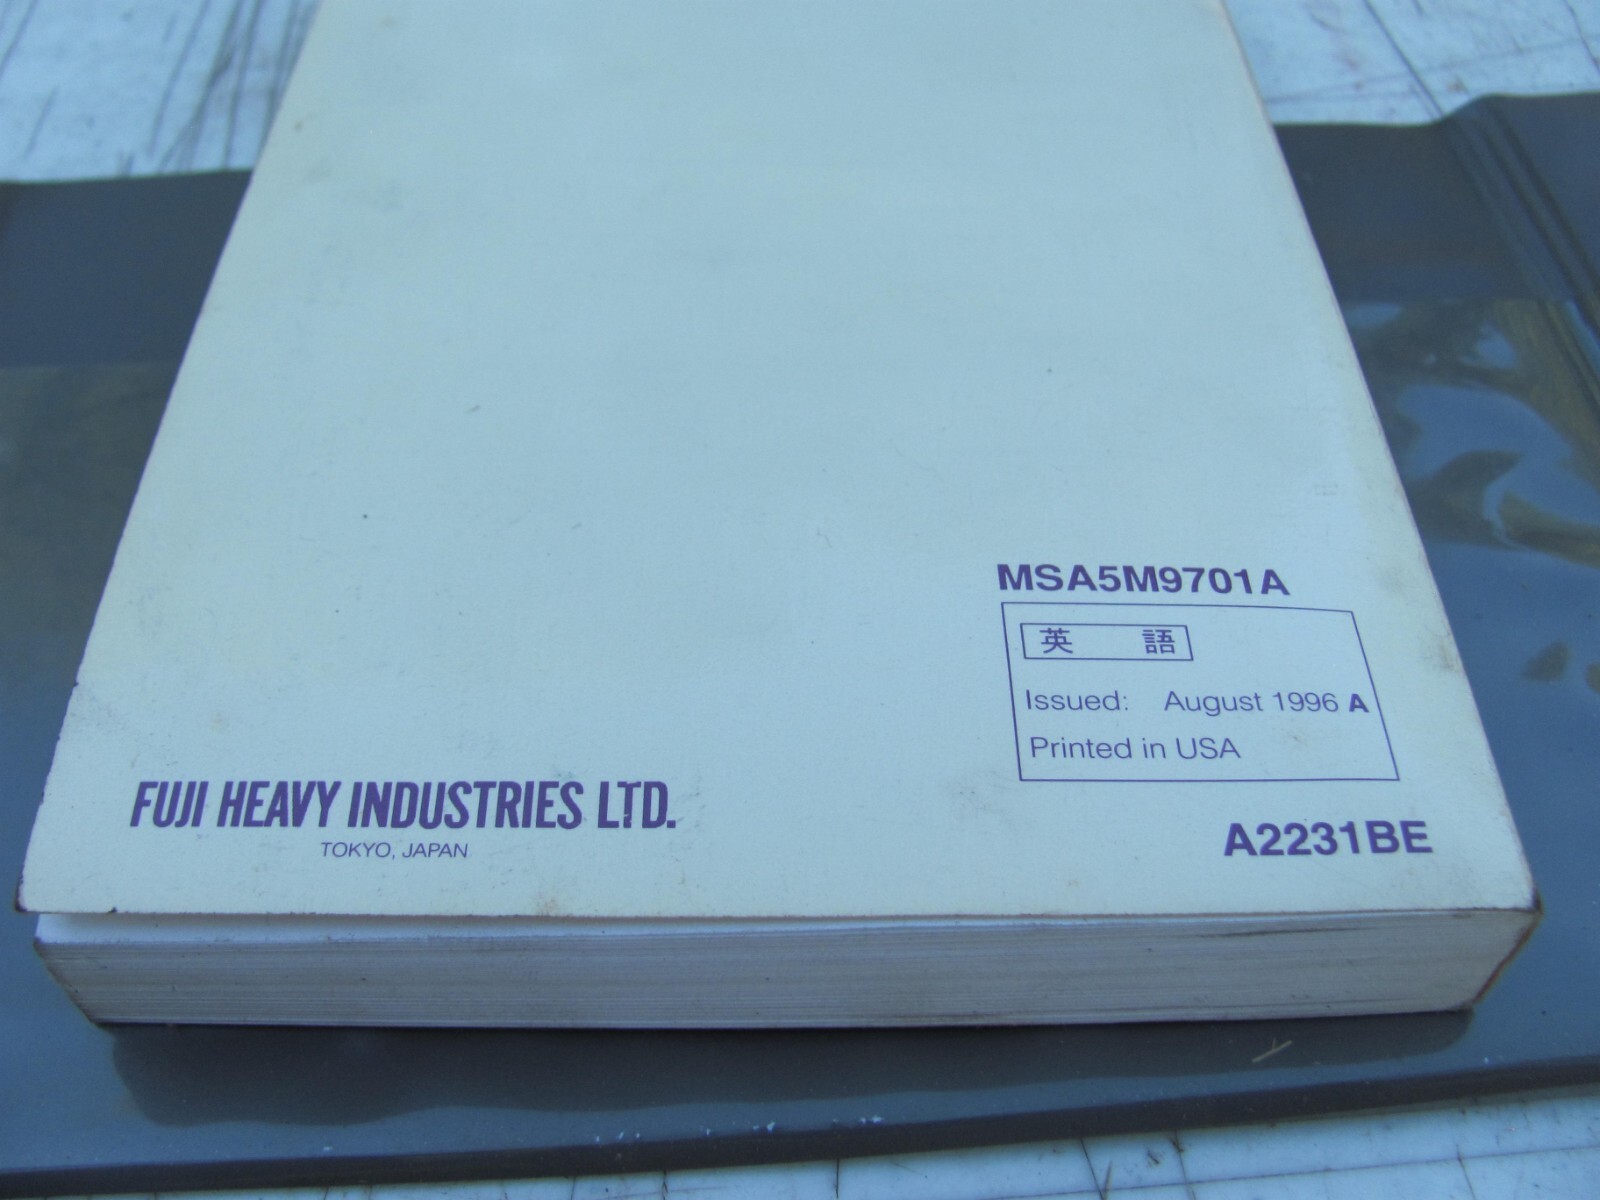 MSA5M9701A
英 語
Issued: August 1996 A
Printed in USA
FUJI HEAVY INDUSTRIES LTD.
TOKYO, JAPAN
A2231BE